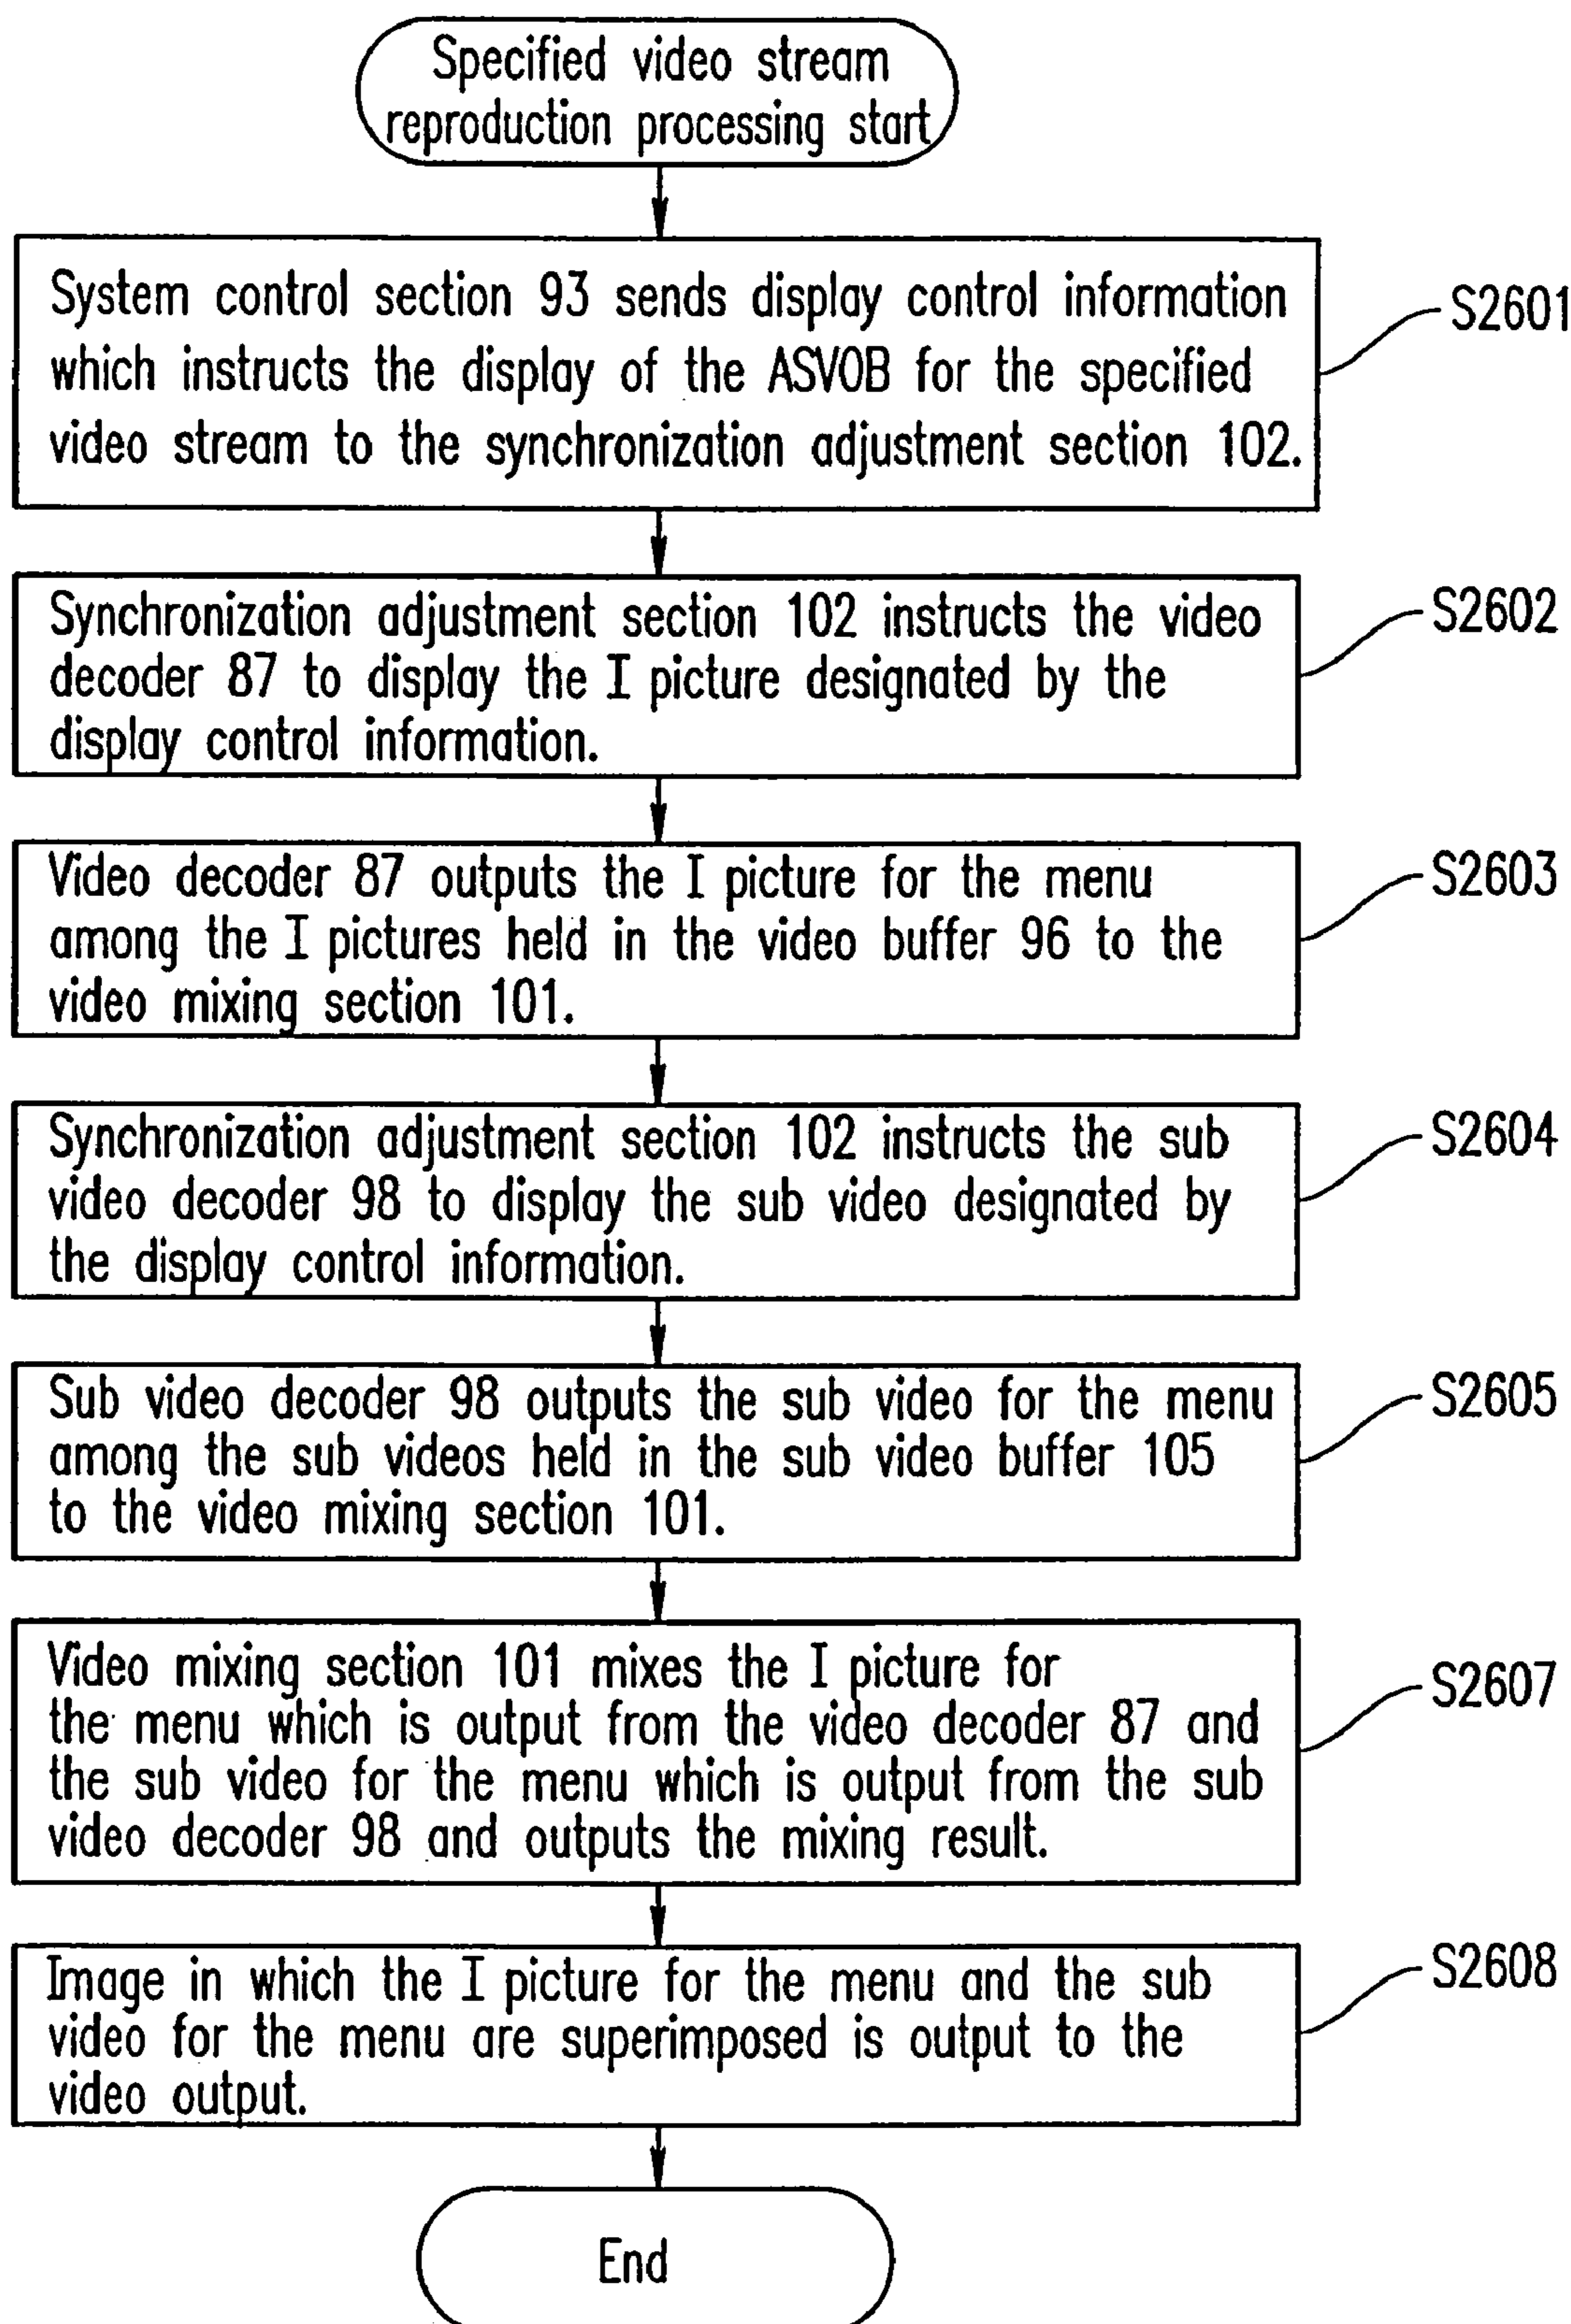 Specified video stream
reproduction processing start
System control section 93 sends display control information
which instructs the display of the ASVOB for the specified
video stream to the synchronization adjustment section 102.
S2601
Synchronization adjustment section 102 instructs the video
decoder 87 to display the I picture designated by the
display control information.
S2602
Video decoder 87 outputs the I picture for the menu
among the I pictures held in the video buffer 96 to the
video mixing section 101.
S2603
Synchronization adjustment section 102 instructs the sub
video decoder 98 to display the sub video designated by
the display control information.
S2604
Sub video decoder 98 outputs the sub video for the menu
among the sub videos held in the sub video buffer 105
to the video mixing section 101.
S2605
Video mixing section 101 mixes the I picture for
the menu which is output from the video decoder 87 and
the sub video for the menu which is output from the sub
video decoder 98 and outputs the mixing result.
S2607
Image in which the I picture for the menu and the sub
video for the menu are superimposed is output to the
video output.
S2608
End